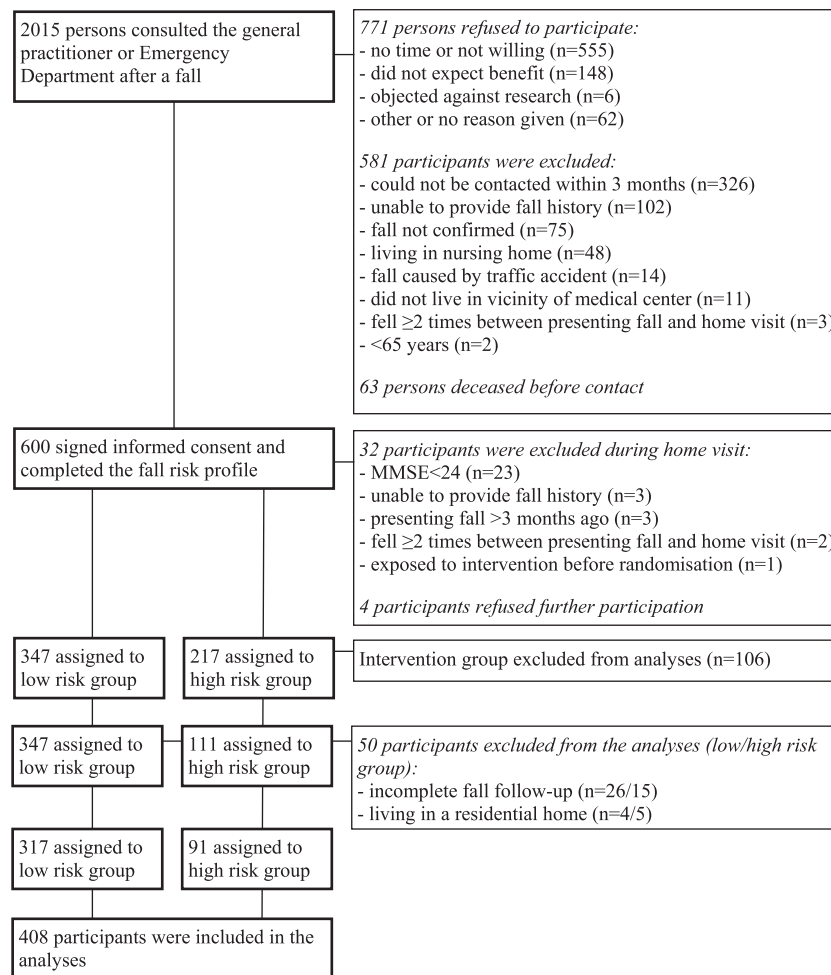 2015 persons consulted the general
practitioner or Emergency
Department after a fall
771 persons refused to participate:
- no time or not willing (n=555)
- did not expect benefit (n=148)
- objected against research (n=6)
- other or no reason given (n=62)
581 participants were excluded:
- could not be contacted within 3 months (n=326)
- unable to provide fall history (n=102)
- fall not confirmed (n=75)
- living in nursing home (n=48)
- fall caused by traffic accident (n=14)
- did not live in vicinity of medical center (n=11)
- fell ≥2 times between presenting fall and home visit (n=3)
- <65 years (n=2)
63 persons deceased before contact
600 signed informed consent and
completed the fall risk profile
32 participants were excluded during home visit:
- MMSE<24 (n=23)
- unable to provide fall history (n=3)
- presenting fall >3 months ago (n=3)
- fell ≥2 times between presenting fall and home visit (n=2)
- exposed to intervention before randomisation (n=1)
4 participants refused further participation
347 assigned to
low risk group
217 assigned to
high risk group
Intervention group excluded from analyses (n=106)
347 assigned to
low risk group
111 assigned to
high risk group
50 participants excluded from the analyses (low/high risk
group):
- incomplete fall follow-up (n=26/15)
- living in a residential home (n=4/5)
317 assigned to
low risk group
91 assigned to
high risk group
408 participants were included in the
analyses